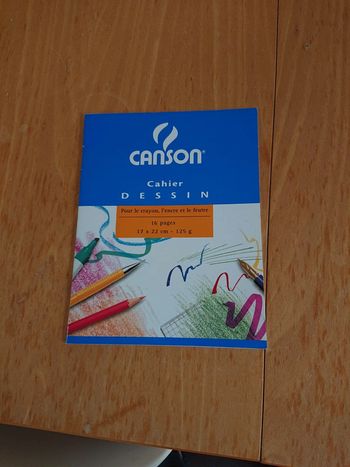 CANSON
Cahier
DESSIN
Pour le crayon, l'encre et le feutre
16 pages
17 x 22 cm - 125 g